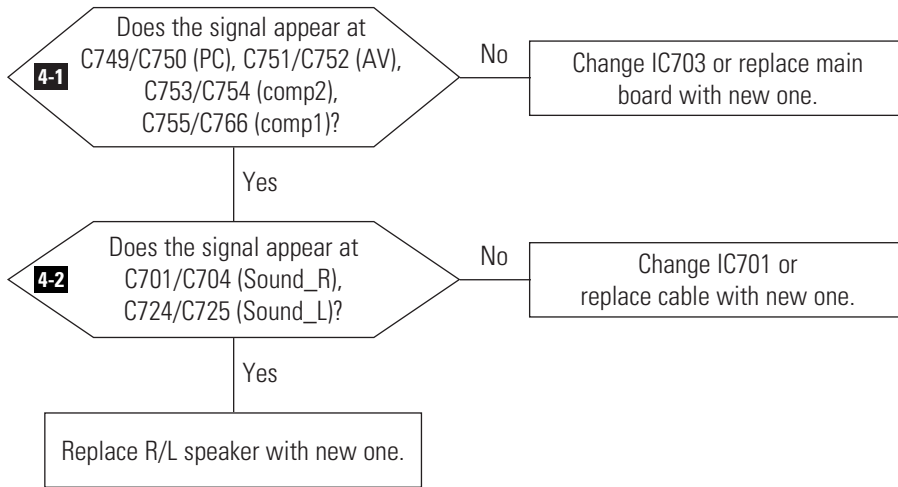 Does the signal appear at
C749/C750 (PC), C751/C752 (AV),
C753/C754 (comp2),
C755/C766 (comp1)?
4-1
No
Change IC703 or replace main
board with new one.
Yes
Does the signal appear at
C701/C704 (Sound_R),
C724/C725 (Sound_L)?
4-2
No
Change IC701 or
replace cable with new one.
Yes
Replace R/L speaker with new one.